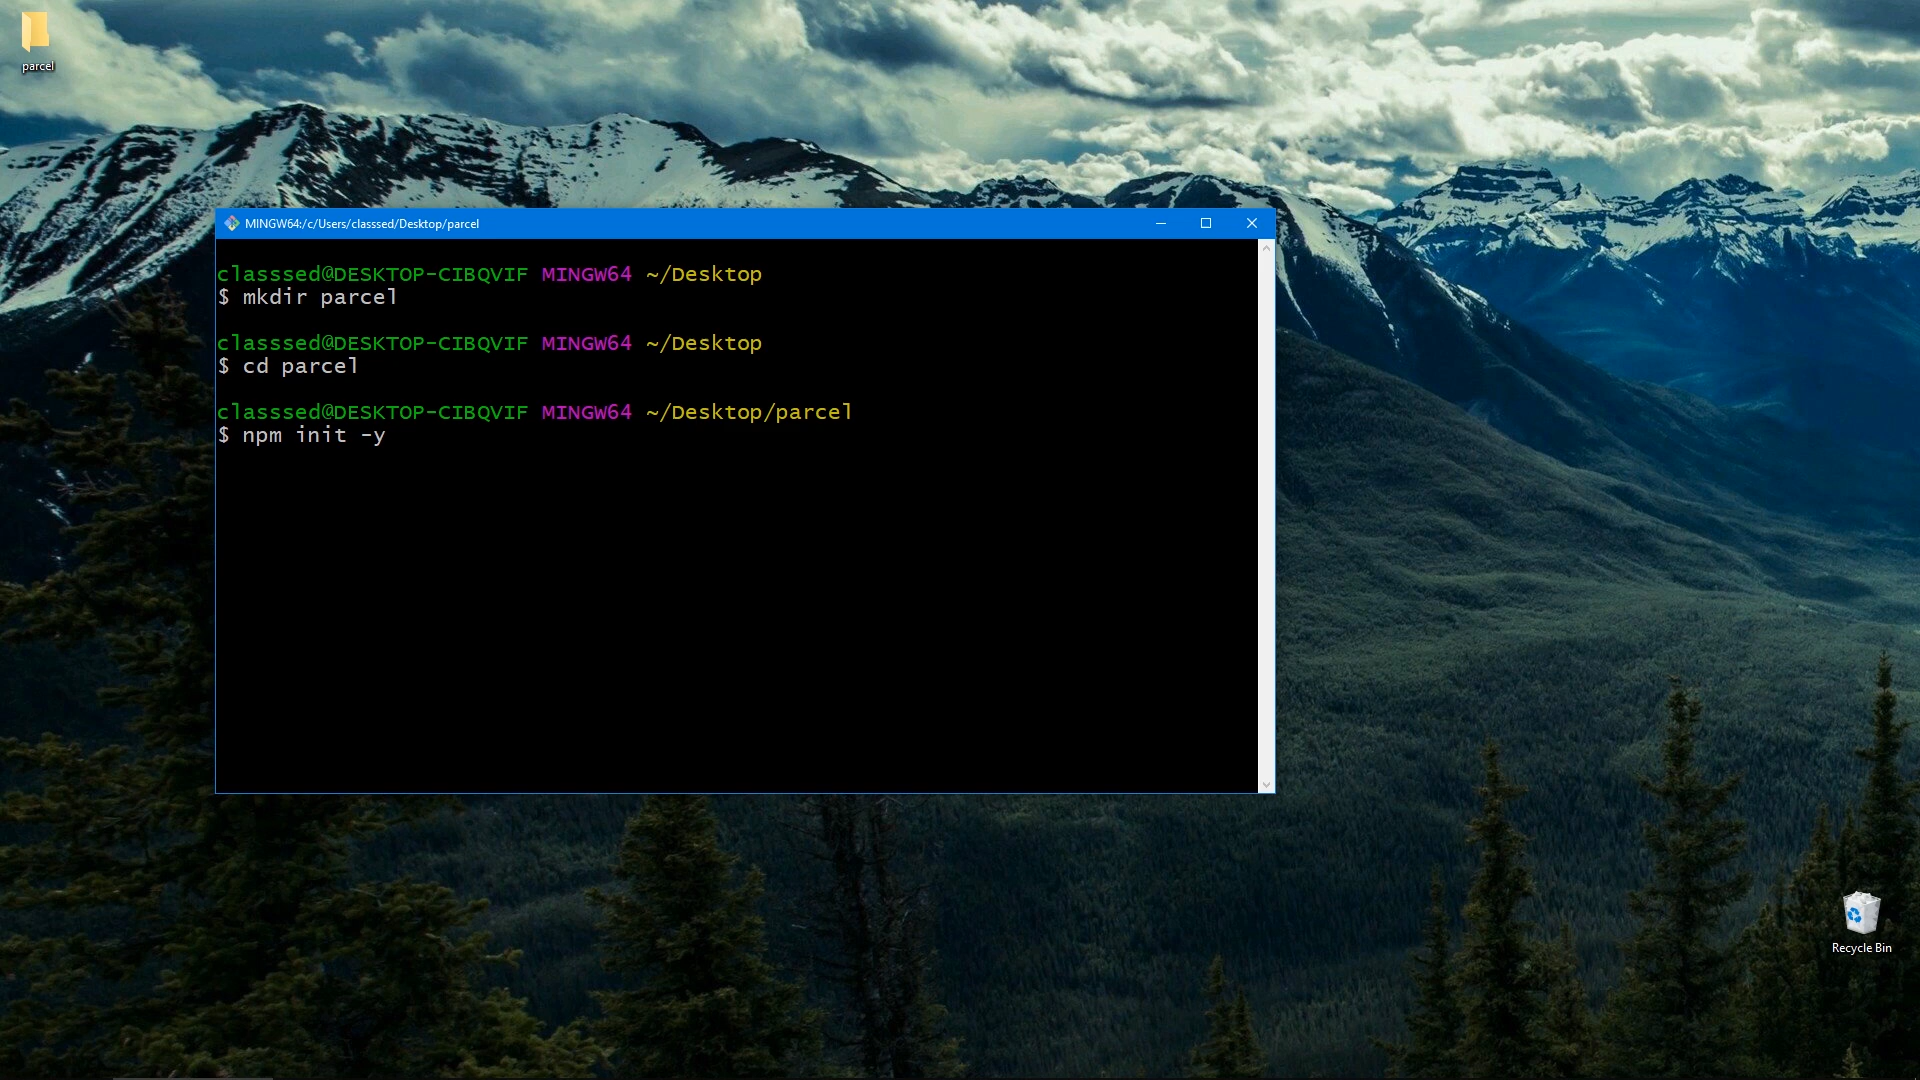 parcel
MINGW64:/c/Users/classsed/Desktop/parcel
classsed@DESKTOP-CIBQVIF MINGW64 ~/Desktop
$ mkdir parcel
classsed@DESKTOP-CIBQVIF MINGW64 ~/Desktop
$ cd parcel
classsed@DESKTOP-CIBQVIF MINGW64 ~/Desktop/parcel
$ npm init -y
Recycle Bin